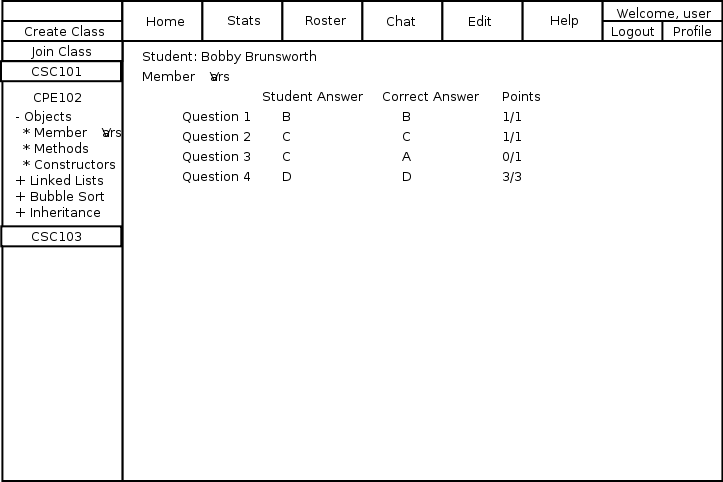 Home Stats Roster Chat Edit Help Welcome, user
Logout Profile
Create Class
Join Class
CSC101
CPE102
- Objects
* Member Vars
* Methods
* Constructors
+ Linked Lists
+ Bubble Sort
+ Inheritance
CSC103
Student: Bobby Brunsworth
Member Vars
Student Answer Correct Answer Points
Question 1 B B 1/1
Question 2 C C 1/1
Question 3 C A 0/1
Question 4 D D 3/3